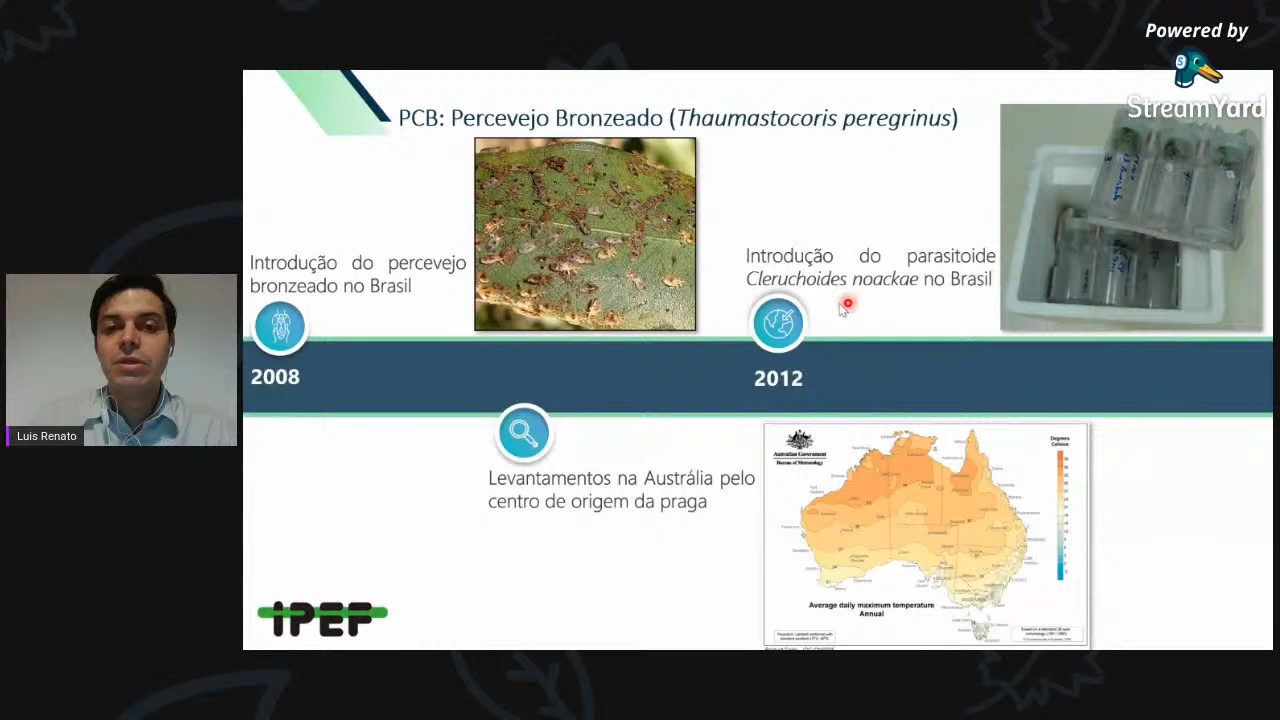 Powered by
StreamYard
PCB: Percevejo Bronzeado (Thaumastocoris peregrinus)
Introdução do percevejo
bronzeado no Brasil
Introdução do parasitoide
Cleruchoides noackae no Brasil
2008
2012
Luis Renato
Levantamentos na Austrália pelo
centro de origem da praga
Australian Government
Bureau of Meteorology
Degrees
Celsius
Average daily maximum temperature
Annual
IPEF